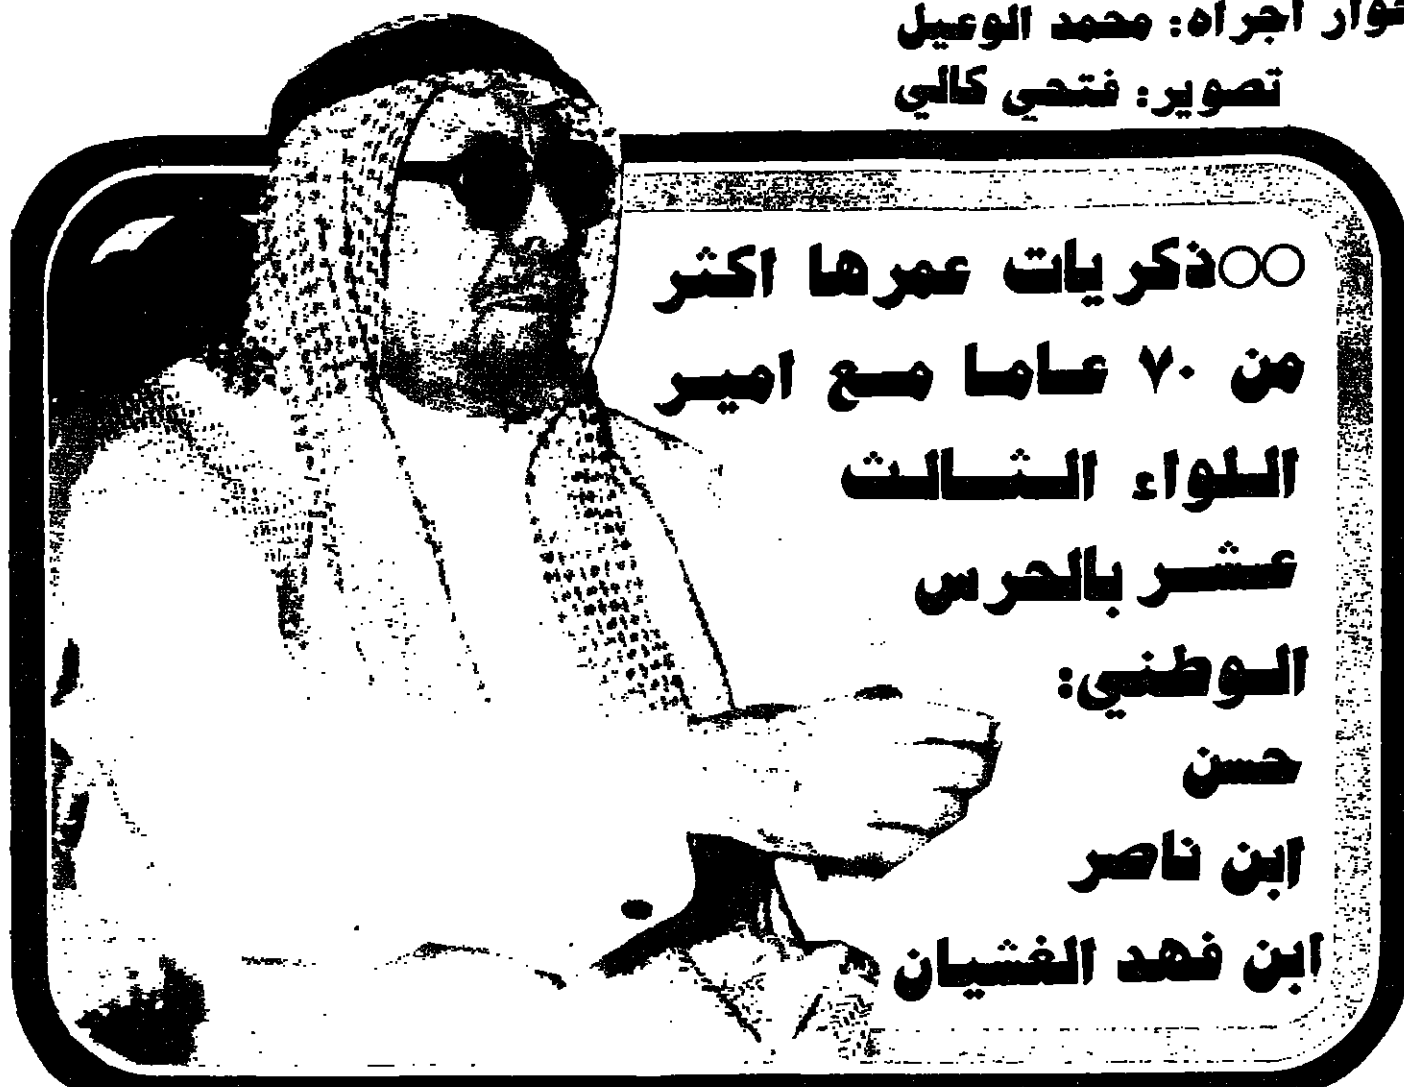 حوار اجراه: محمد الوعيل
تصوير: فتحي كالي
○○ذكريات عمرها اكثر
من ٧٠ عاما مع امير
اللواء الثالث
عشر بالحرس
الوطني:
حسن
ابن ناصر
ابن فهد الغشيان